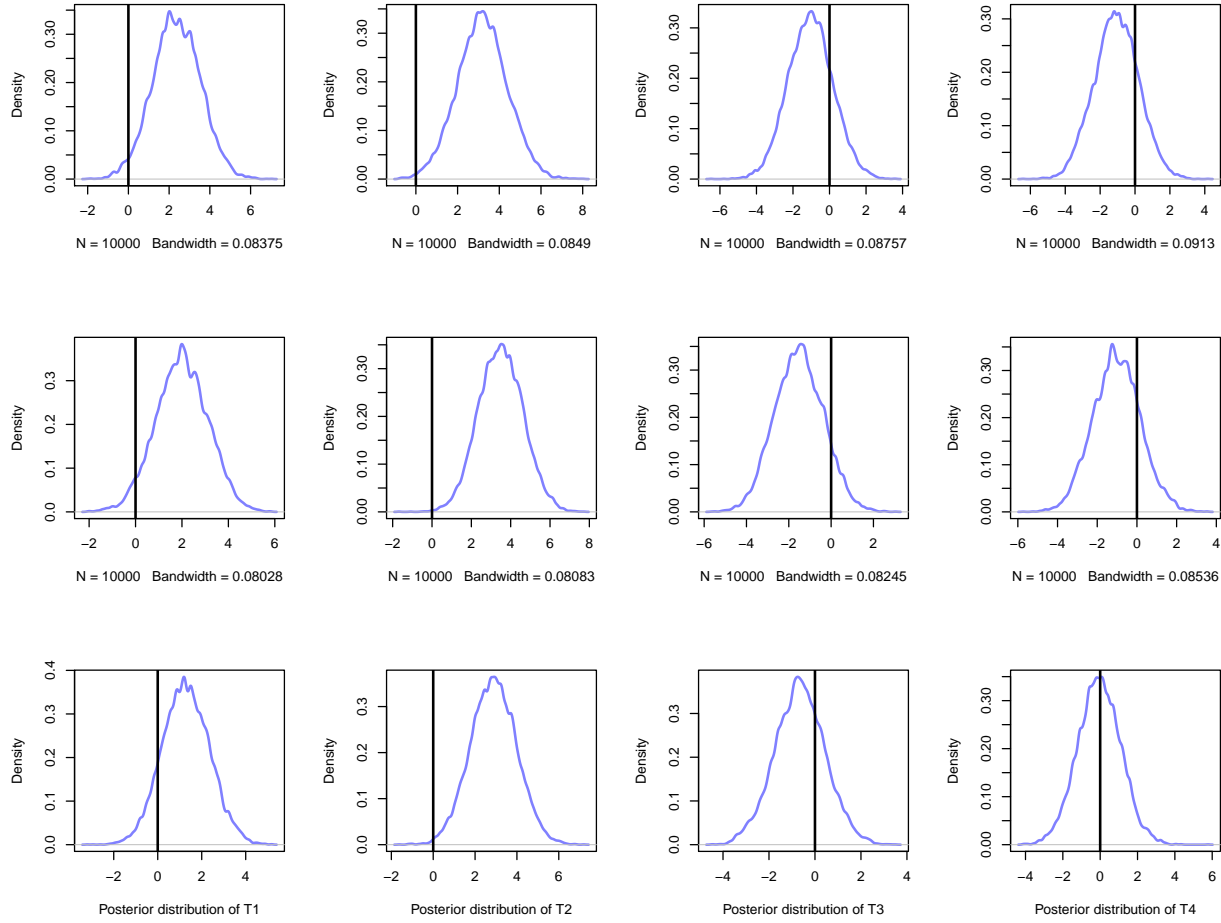 Density
0.00 0.10 0.20 0.30
−2 0 2 4 6
N = 10000 Bandwidth = 0.08375
Density
0.00 0.10 0.20 0.30
0 2 4 6 8
N = 10000 Bandwidth = 0.0849
Density
0.00 0.10 0.20 0.30
−6 −4 −2 0 2 4
N = 10000 Bandwidth = 0.08757
Density
0.00 0.10 0.20 0.30
−6 −4 −2 0 2 4
N = 10000 Bandwidth = 0.0913
Density
0.0 0.1 0.2 0.3
−2 0 2 4 6
N = 10000 Bandwidth = 0.08028
Density
0.00 0.10 0.20 0.30
−2 0 2 4 6 8
N = 10000 Bandwidth = 0.08083
Density
0.00 0.10 0.20 0.30
−6 −4 −2 0 2
N = 10000 Bandwidth = 0.08245
Density
0.00 0.10 0.20 0.30
−6 −4 −2 0 2 4
N = 10000 Bandwidth = 0.08536
Density
0.0 0.1 0.2 0.3 0.4
−2 0 2 4
Posterior distribution of T1
Density
0.0 0.1 0.2 0.3
−2 0 2 4 6
Posterior distribution of T2
Density
0.0 0.1 0.2 0.3
−4 −2 0 2 4
Posterior distribution of T3
Density
0.00 0.10 0.20 0.30
−4 −2 0 2 4 6
Posterior distribution of T4